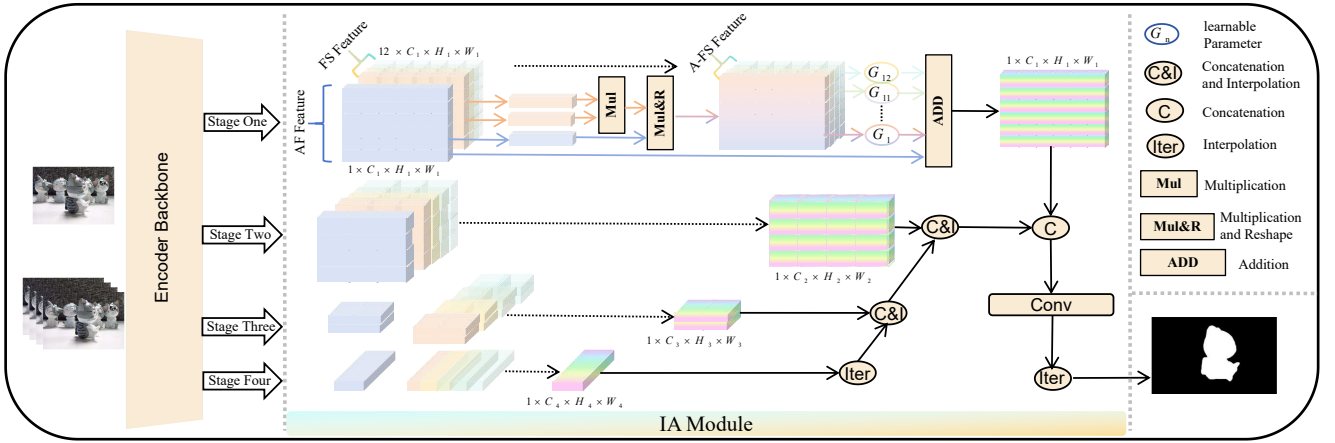 Encoder Backbone
Stage One
Stage Two
Stage Three
Stage Four
FS Feature
12 × C₁ × H₁ × W₁
AF Feature
1 × C₁ × H₁ × W₁
Mul
Mul&R
A-FS Feature
G₁₂
G₁₁
G₁
ADD
1 × C₁ × H₁ × W₁
1 × C₂ × H₂ × W₂
C&I
C
1 × C₃ × H₃ × W₃
C&I
Conv
1 × C₄ × H₄ × W₄
Iter
Iter
IA Module
Gₙ
learnable
Parameter
C&I
Concatenation
and Interpolation
C
Concatenation
Iter
Interpolation
Mul
Multiplication
Mul&R
Multiplication
and Reshape
ADD
Addition